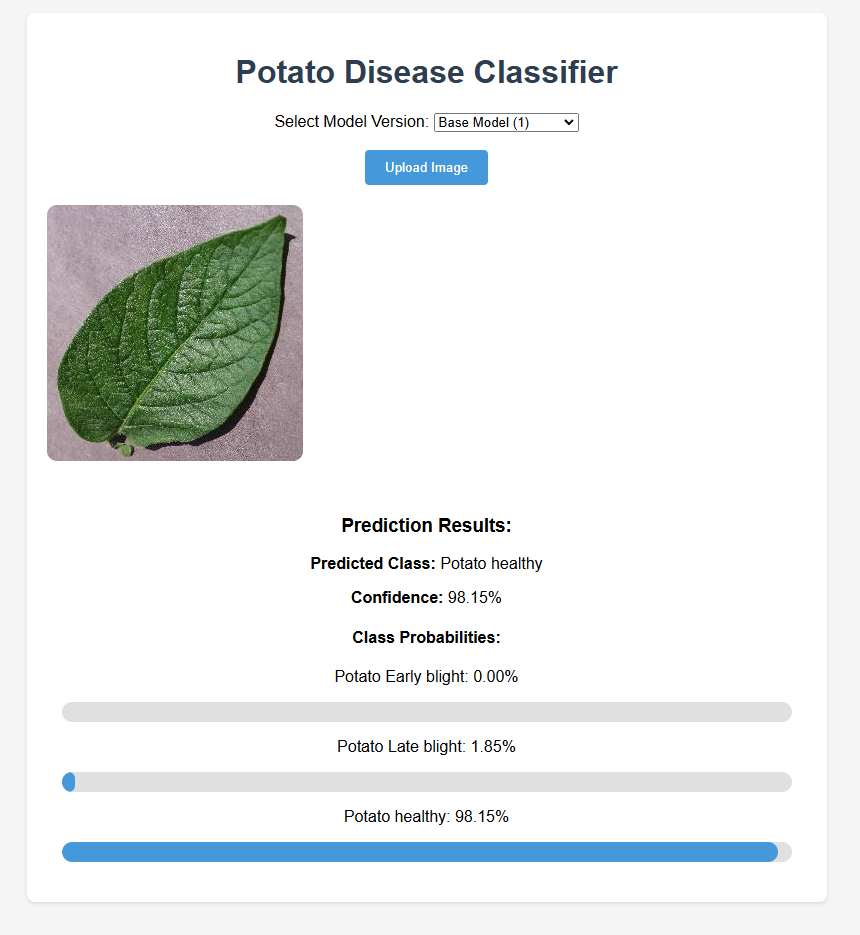 Potato Disease Classifier
Select Model Version: Base Model (1)
Upload Image
Prediction Results:
Predicted Class: Potato healthy
Confidence: 98.15%
Class Probabilities:
Potato Early blight: 0.00%
Potato Late blight: 1.85%
Potato healthy: 98.15%